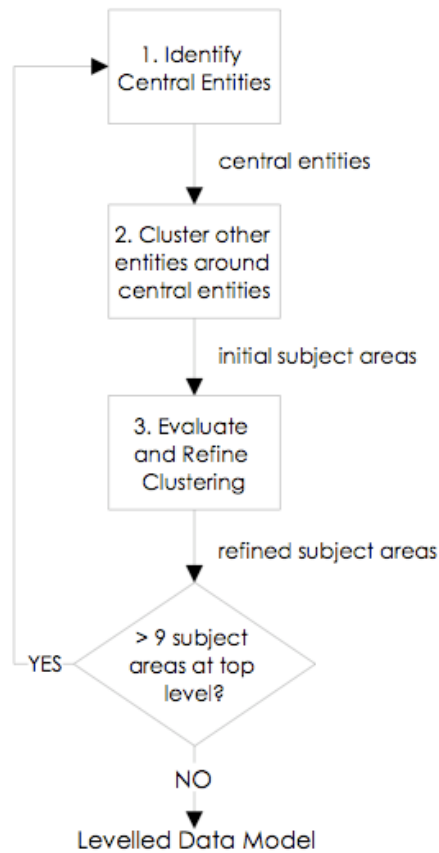 1. Identify
Central Entities
central entities
2. Cluster other
entities around
central entities
initial subject areas
3. Evaluate
and Refine
Clustering
refined subject areas
> 9 subject
areas at top
level?
YES
NO
Levelled Data Model